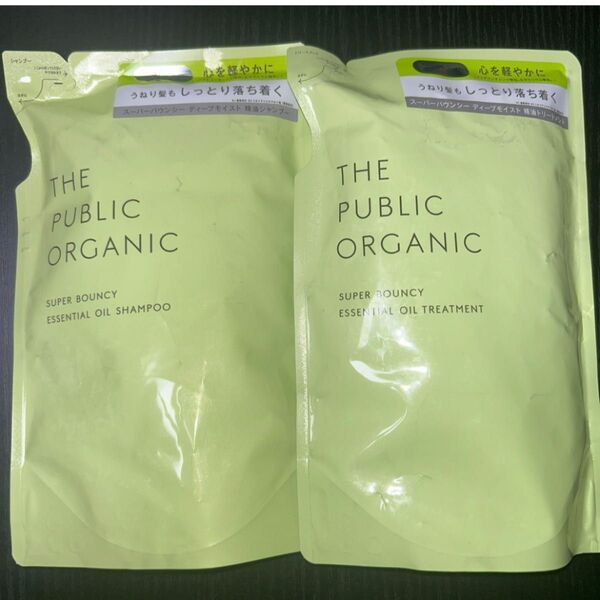 シャンプー
心を軽やかに
うねり髪も しっとり落ち着く
スーパーバウンシー ディープモイスト 精油シャンプー
THE
PUBLIC
ORGANIC
SUPER BOUNCY
ESSENTIAL OIL SHAMPOO
心を軽やかに
うねり髪も しっとり落ち着く
スーパーバウンシー ディープモイスト 精油トリートメント
THE
PUBLIC
ORGANIC
SUPER BOUNCY
ESSENTIAL OIL TREATMENT